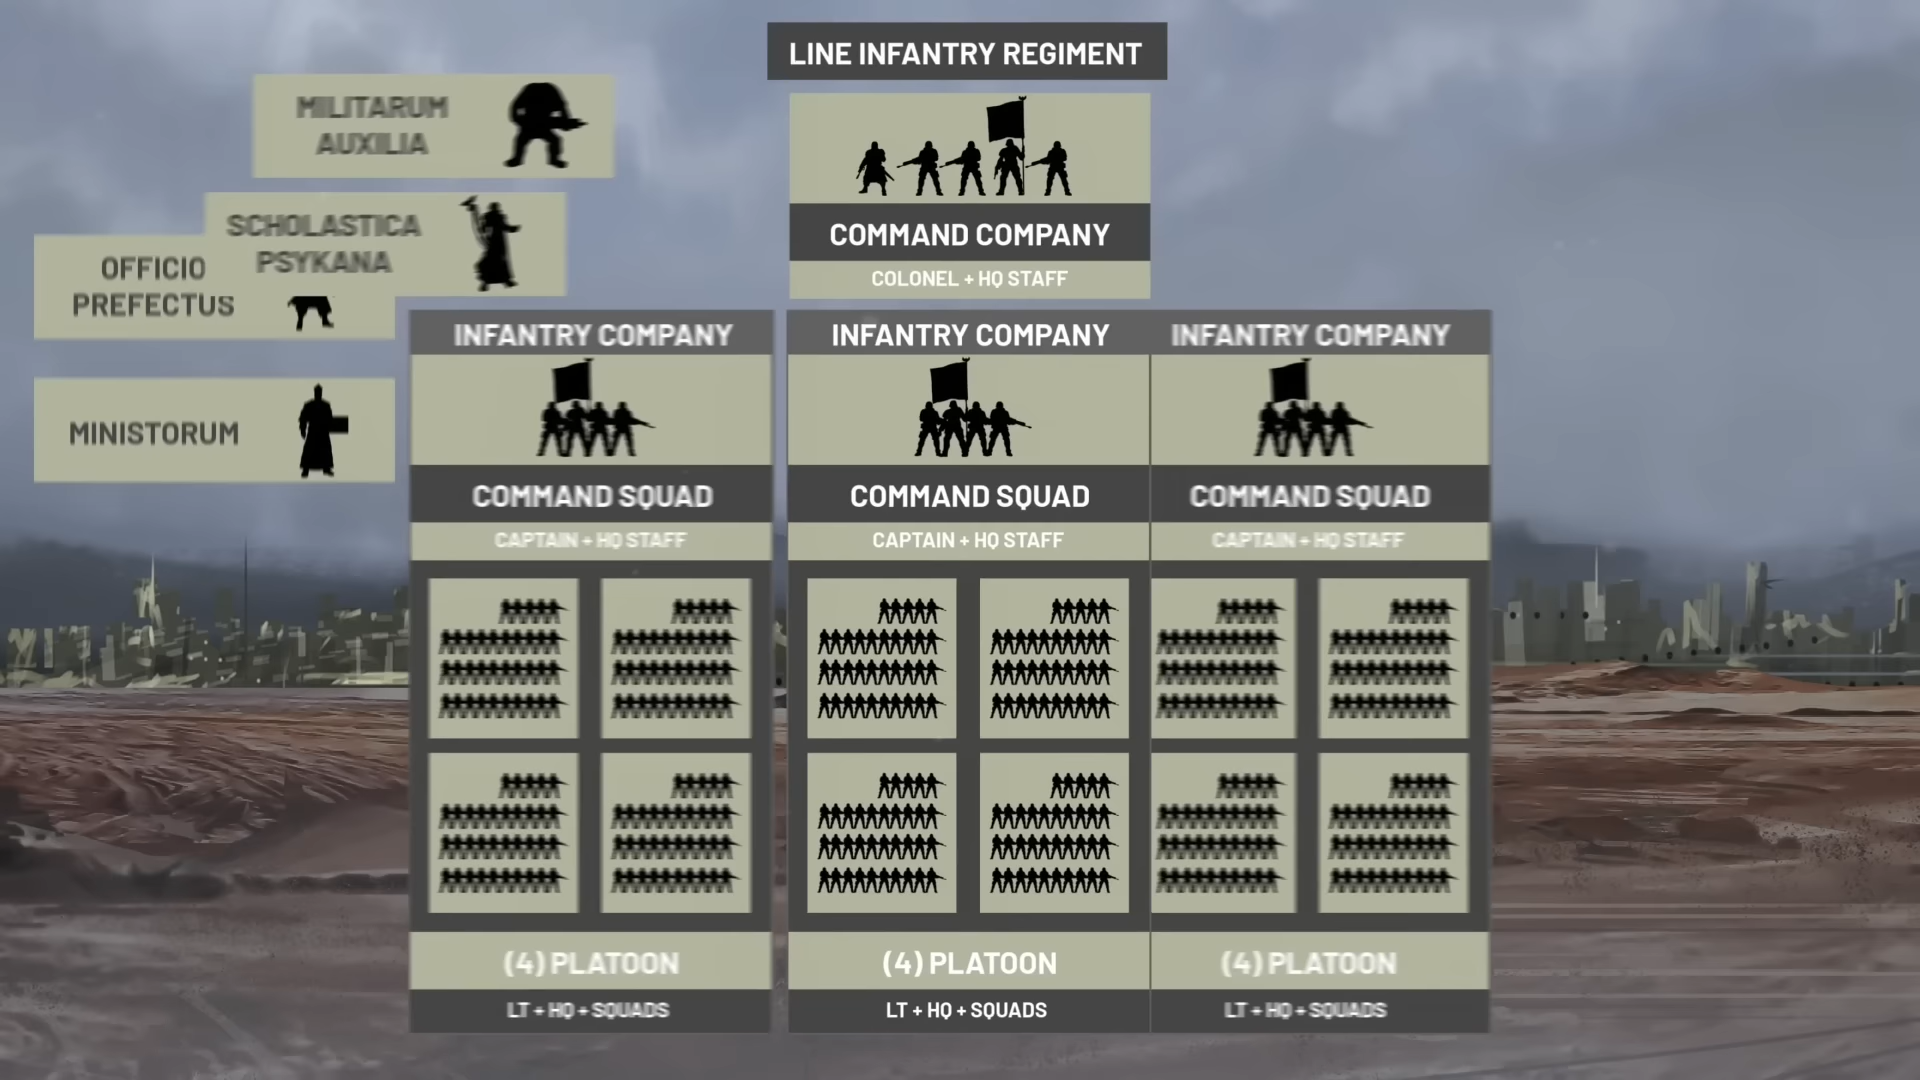 LINE INFANTRY REGIMENT
COMMAND COMPANY
COLONEL + HQ STAFF
MILITARUM
AUXILIA
SCHOLASTICA
PSYKANA
OFFICIO
PREFECTUS
MINISTORUM
INFANTRY COMPANY
COMMAND SQUAD
CAPTAIN + HQ STAFF
(4) PLATOON
LT + HQ + SQUADS
INFANTRY COMPANY
COMMAND SQUAD
CAPTAIN + HQ STAFF
(4) PLATOON
LT + HQ + SQUADS
INFANTRY COMPANY
COMMAND SQUAD
CAPTAIN + HQ STAFF
(4) PLATOON
LT + HQ + SQUADS